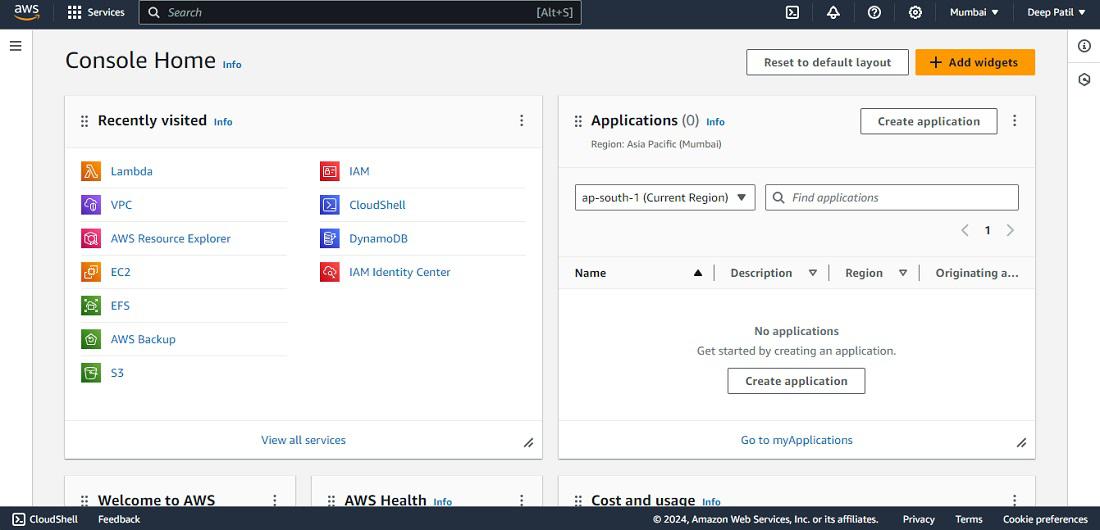 aws
Services
Search
[Alt+S]
Mumbai
Deep Patil
Console Home Info
Reset to default layout
Add widgets
Recently visited Info
Lambda
VPC
AWS Resource Explorer
EC2
EFS
AWS Backup
S3
IAM
CloudShell
DynamoDB
IAM Identity Center
View all services
Applications (0) Info
Region: Asia Pacific (Mumbai)
Create application
ap-south-1 (Current Region)
Find applications
1
Name
Description
Region
Originating a...
No applications
Get started by creating an application.
Create application
Go to myApplications
Welcome to AWS
AWS Health Info
Cost and usage Info
CloudShell
Feedback
© 2024, Amazon Web Services, Inc. or its affiliates.
Privacy
Terms
Cookie preferences